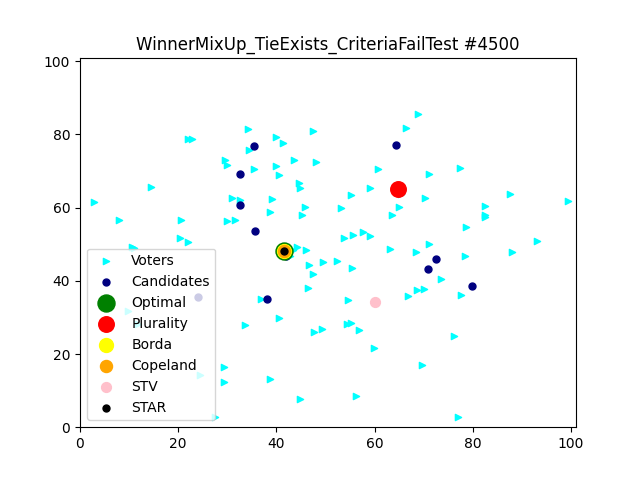 WinnerMixUp_TieExists_CriteriaFailTest #4500
100
80
60
40
20
0
Voters
Candidates
Optimal
Plurality
Borda
Copeland
STV
STAR
0 20 40 60 80 100